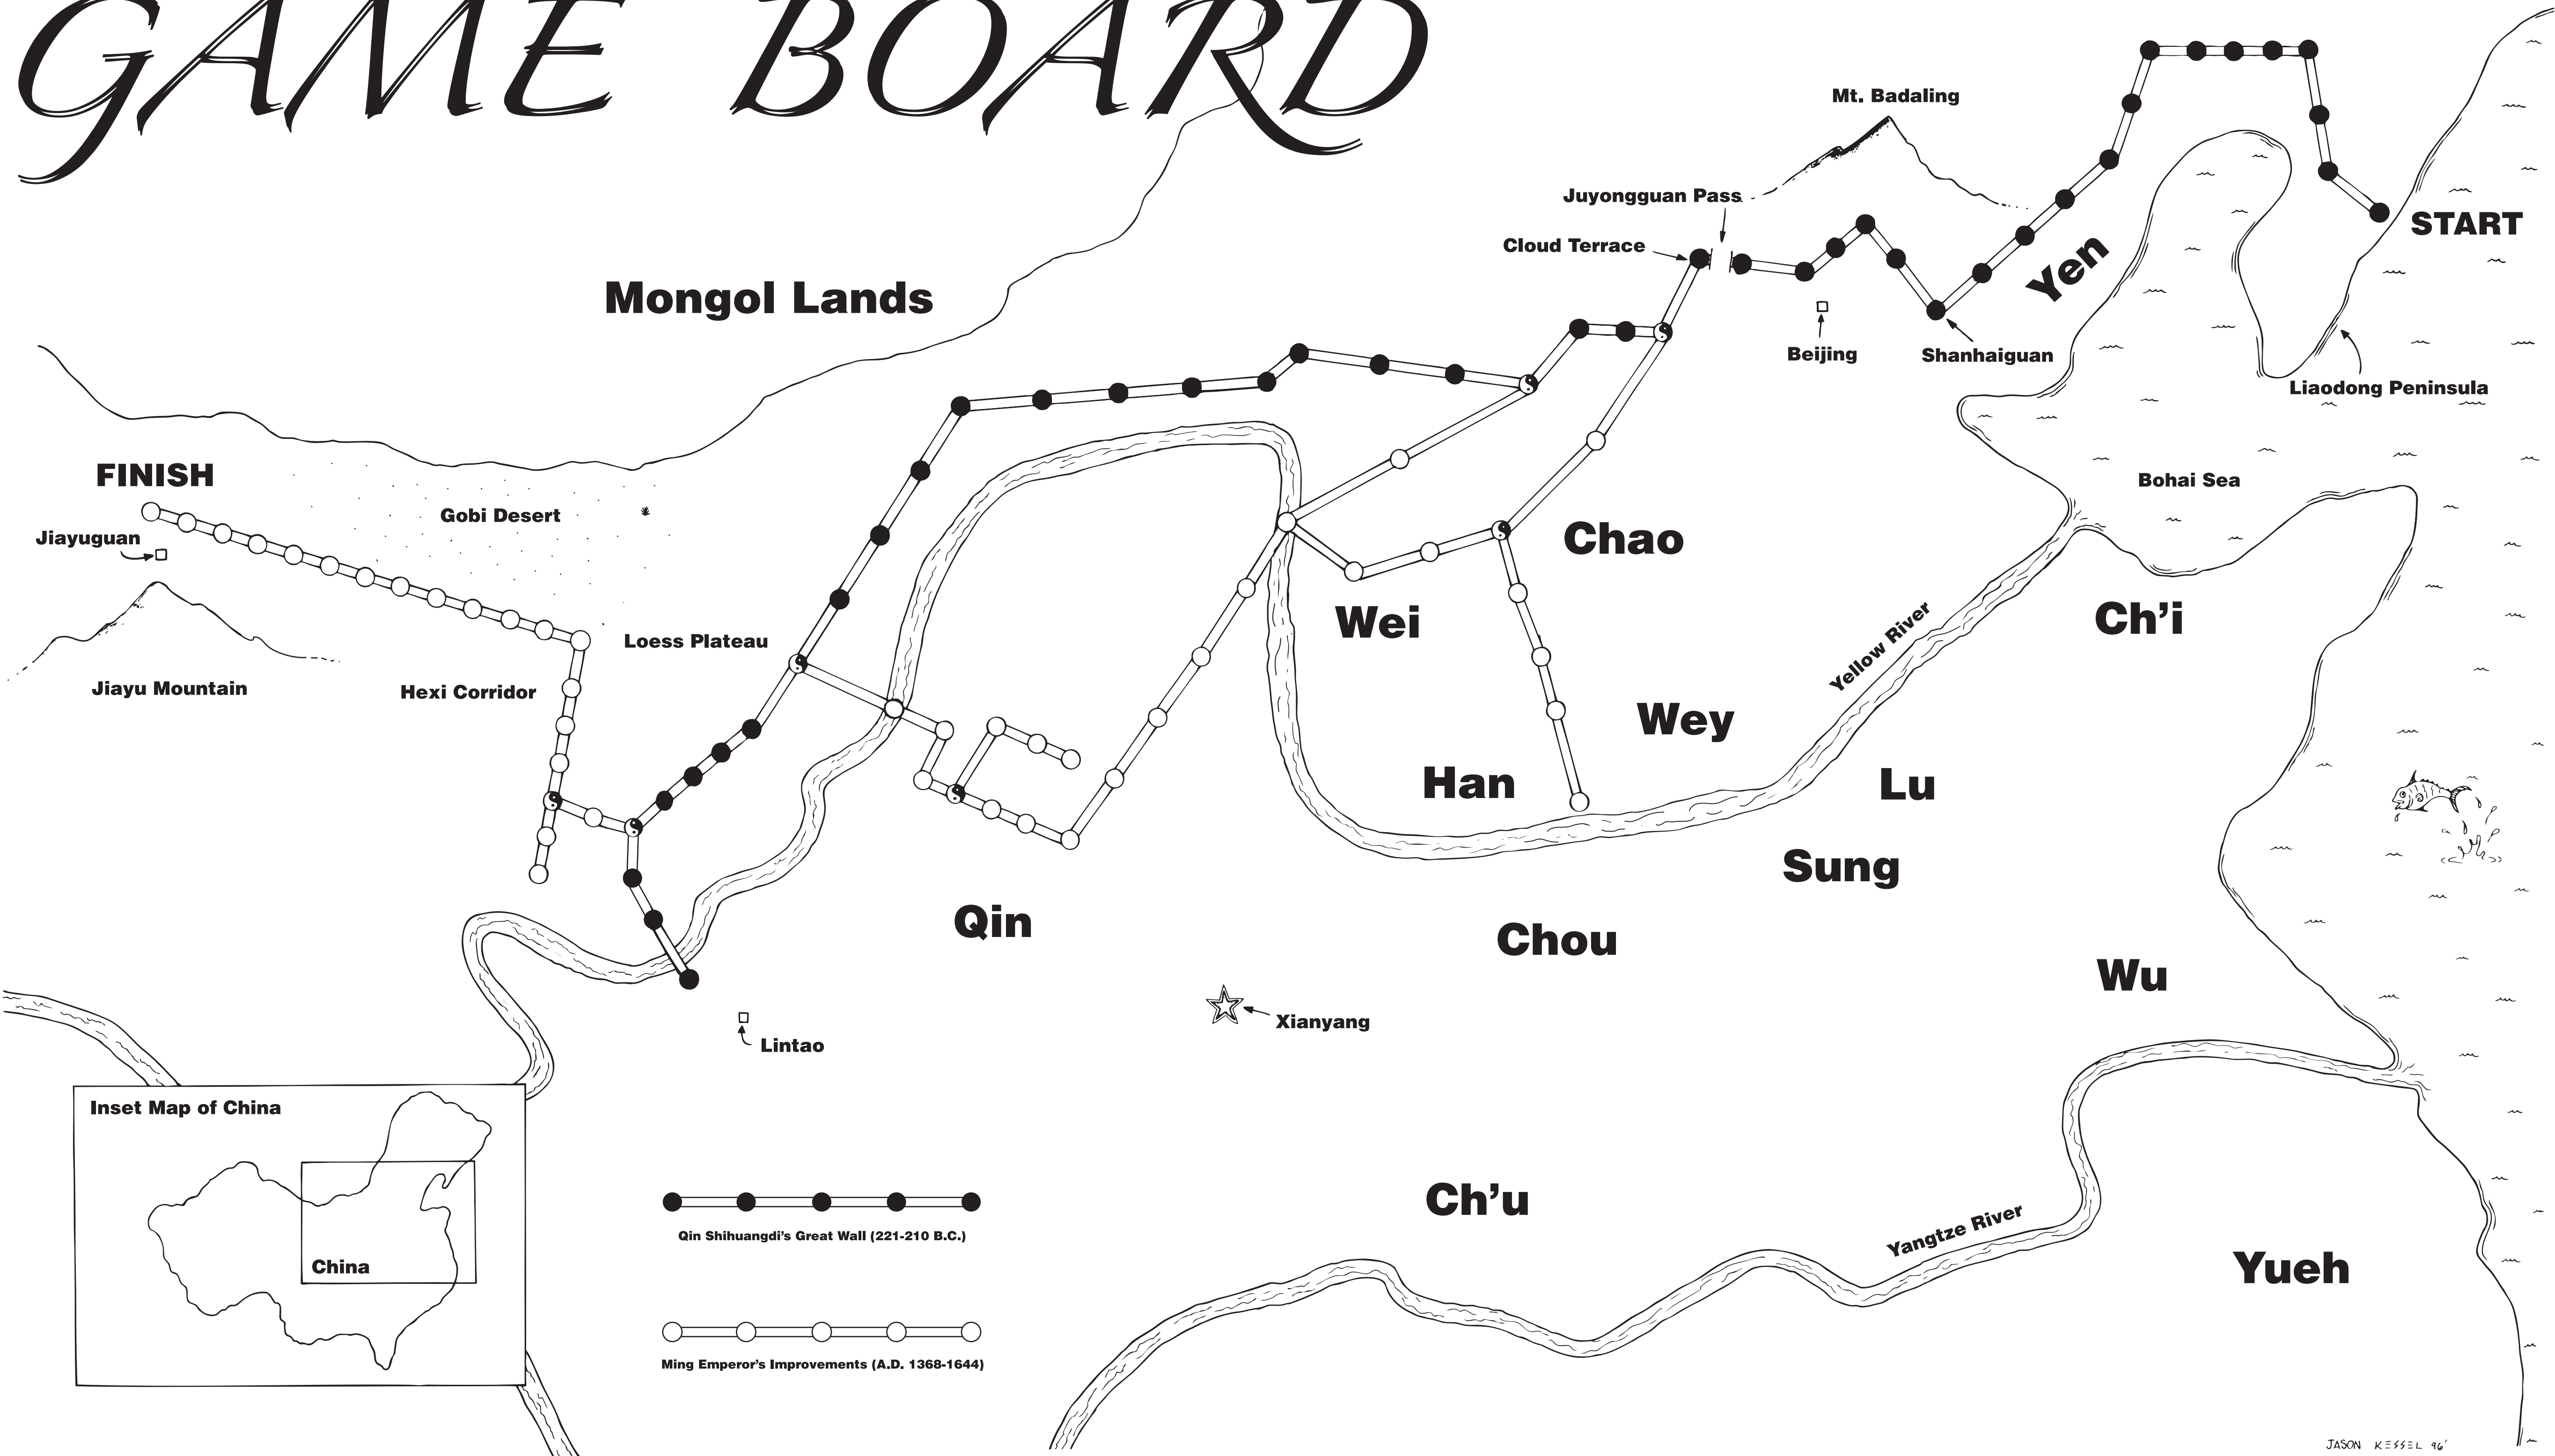 GAME BOARD
Mt. Badaling
Juyongguan Pass
START
Cloud Terrace
Yen
Mongol Lands
Beijing
Shanhaiguan
Liaodong Peninsula
FINISH
Bohai Sea
Gobi Desert
Jiayuguan
Chao
Wei
Ch’i
Loess Plateau
Yellow River
Jiayu Mountain
Hexi Corridor
Wey
Han
Lu
Sung
Qin
Chou
Wu
Xianyang
Lintao
Inset Map of China
China
Ch’u
Qin Shihuangdi’s Great Wall (221-210 B.C.)
Yangtze River
Yueh
Ming Emperor’s Improvements (A.D. 1368-1644)
JASON KESSEL 96'